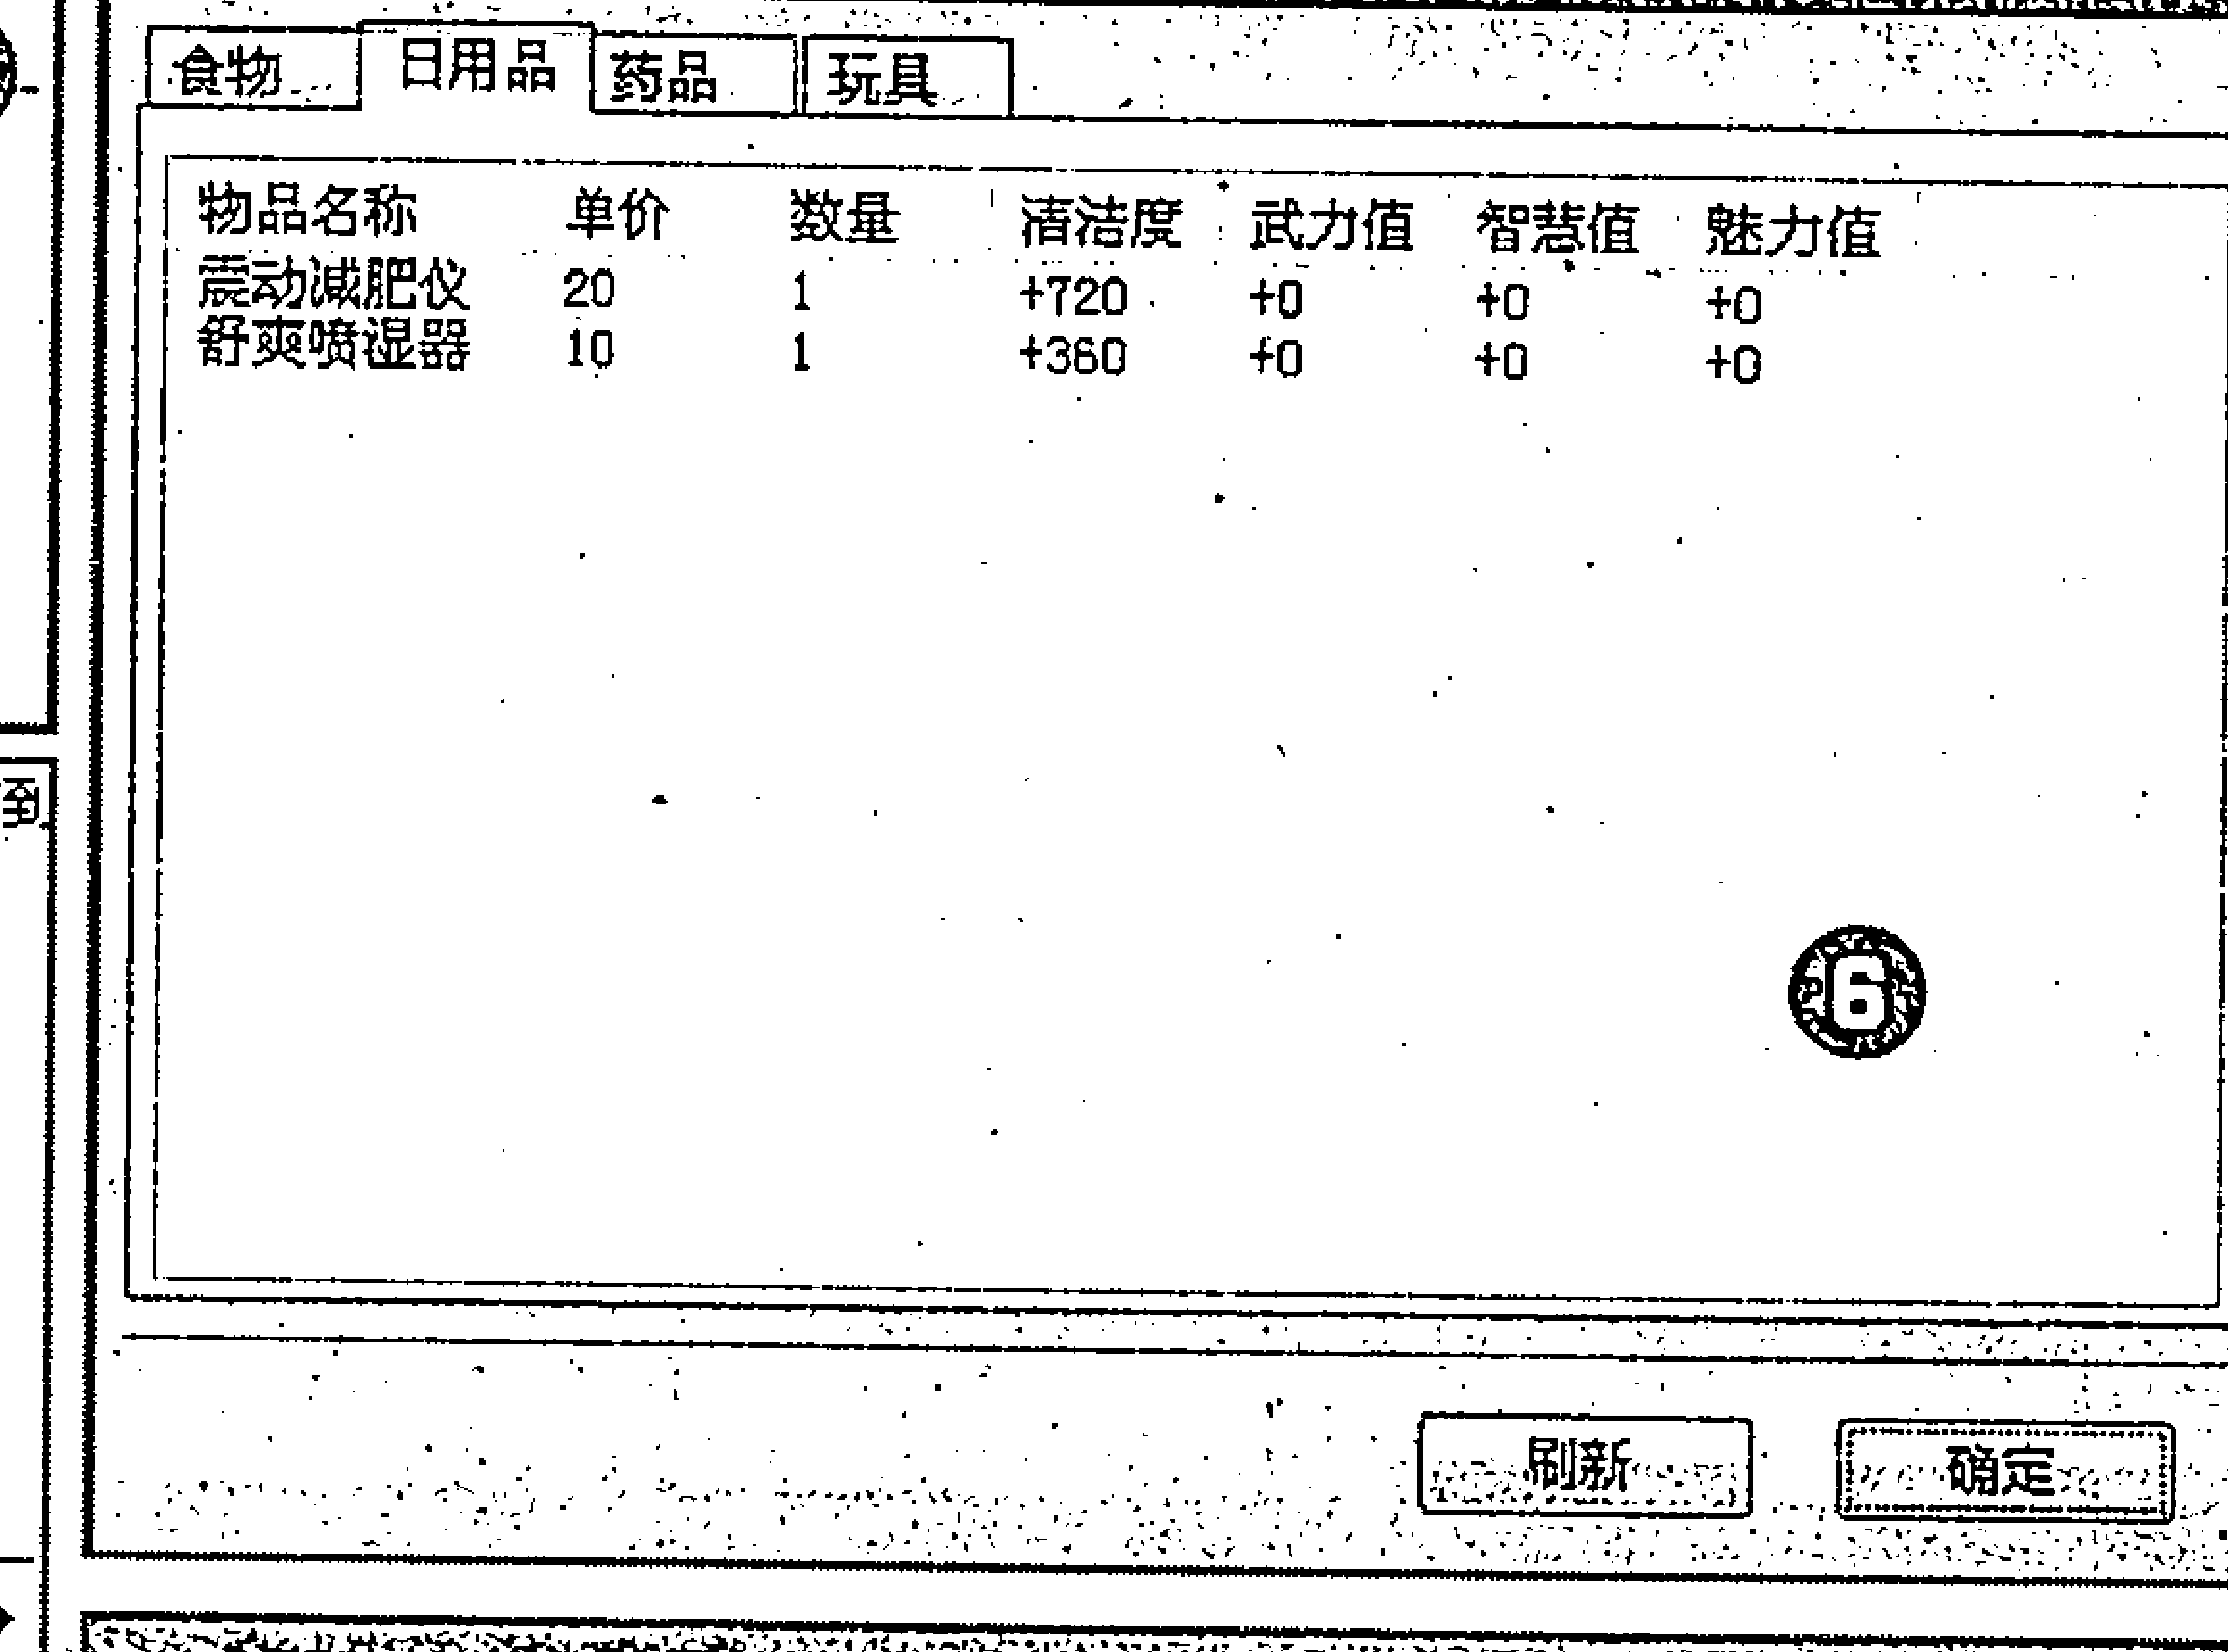 食物 日用品 药品 玩具
物品名称 单价 数量 清洁度 武力值 智慧值 魅力值
震动减肥仪 20 1 +720 +0 +0 +0
舒爽喷湿器 10 1 +360 +0 +0 +0
到
6
刷新 确定